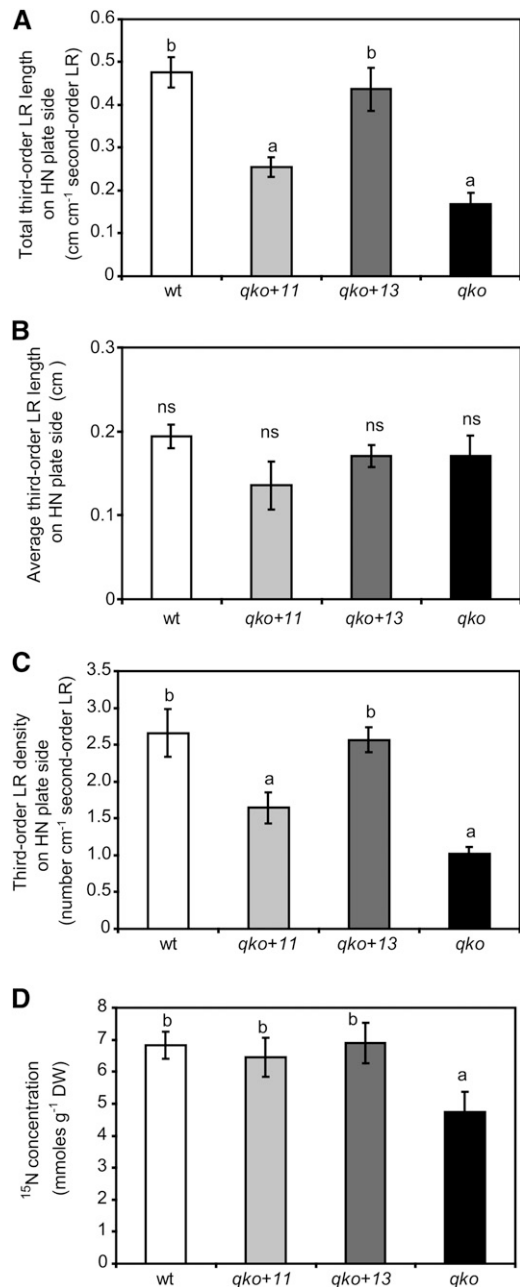 A
Total third-order LR length
on HN plate side
(cm cm⁻¹ second-order LR)
0.6
0.5
0.4
0.3
0.2
0.1
0
b
a
b
a
wt
qko+11
qko+13
qko
B
Average third-order LR length
on HN plate side (cm)
0.3
0.2
0.1
0
ns
ns
ns
ns
wt
qko+11
qko+13
qko
C
Third-order LR density
on HN plate side
(number cm⁻¹ second-order LR)
3.5
3.0
2.5
2.0
1.5
1.0
0.5
0
b
a
b
a
wt
qko+11
qko+13
qko
D
¹⁵N concentration
(mmoles g⁻¹ DW)
8
7
6
5
4
3
2
1
0
b
b
b
a
wt
qko+11
qko+13
qko